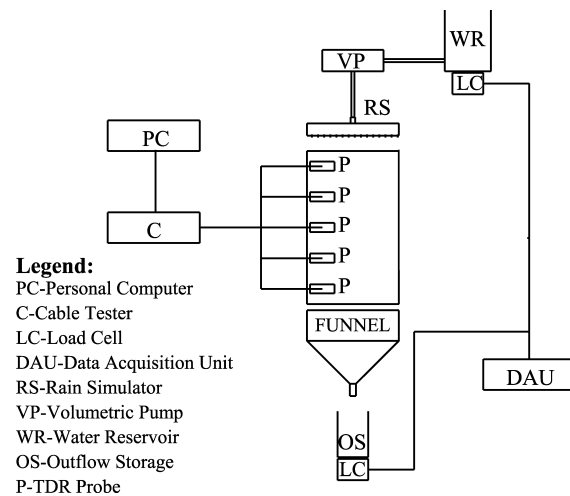 WR
VP
LC
RS
PC
P
P
C
P
P
P
FUNNEL
DAU
OS
LC
Legend:
PC-Personal Computer
C-Cable Tester
LC-Load Cell
DAU-Data Acquisition Unit
RS-Rain Simulator
VP-Volumetric Pump
WR-Water Reservoir
OS-Outflow Storage
P-TDR Probe